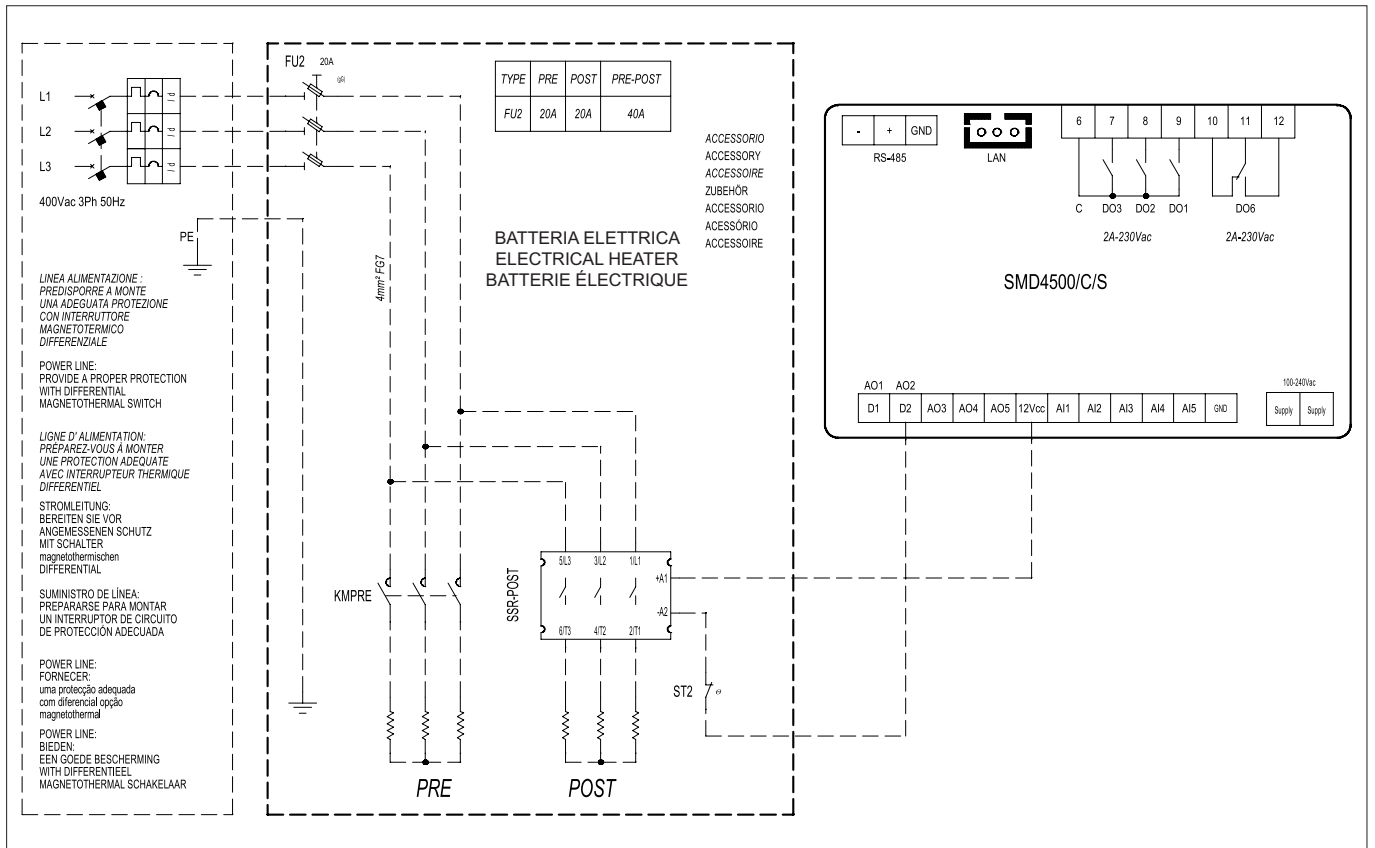 L1
L2
L3
400Vac 3Ph 50Hz
Id
Id
Id
PE
LINEA ALIMENTAZIONE :
PREDISPORRE A MONTE
UNA ADEGUATA PROTEZIONE
CON INTERRUTTORE
MAGNETOTERMICO
DIFFERENZIALE
POWER LINE:
PROVIDE A PROPER PROTECTION
WITH DIFFERENTIAL
MAGNETOTHERMAL SWITCH
LIGNE D' ALIMENTATION:
PRÉPAREZ-VOUS À MONTER
UNE PROTECTION ADEQUATE
AVEC INTERRUPTEUR THERMIQUE
DIFFERENTIEL
STROMLEITUNG:
BEREITEN SIE VOR
ANGEMESSENEN SCHUTZ
MIT SCHALTER
magnetothermischen
DIFFERENTIAL
SUMINISTRO DE LÍNEA:
PREPARARSE PARA MONTAR
UN INTERRUPTOR DE CIRCUITO
DE PROTECCIÓN ADECUADA
POWER LINE:
FORNECER:
uma protecção adequada
com diferencial opção
magnetothermal
POWER LINE:
BIEDEN:
EEN GOEDE BESCHERMING
WITH DIFFERENTIEEL
MAGNETOTHERMAL SCHAKELAAR
FU2 20A
(gG)
TYPE PRE POST PRE-POST
FU2 20A 20A 40A
ACCESSORIO
ACCESSORY
ACCESSOIRE
ZUBEHÖR
ACCESSORIO
ACESSÓRIO
ACCESSOIRE
BATTERIA ELETTRICA
ELECTRICAL HEATER
BATTERIE ÉLECTRIQUE
4mm² FG7
KMPRE
SSR-POST
5/L3 3/L2 1/L1
+A1
-A2
6/T3 4/T2 2/T1
ST2
θ
PRE
POST
- + GND
RS-485
LAN
6 7 8 9 10 11 12
C DO3 DO2 DO1 DO6
2A-230Vac 2A-230Vac
SMD4500/C/S
AO1 AO2
D1 D2 AO3 AO4 AO5 12Vcc AI1 AI2 AI3 AI4 AI5 GND
100-240Vac
Supply Supply